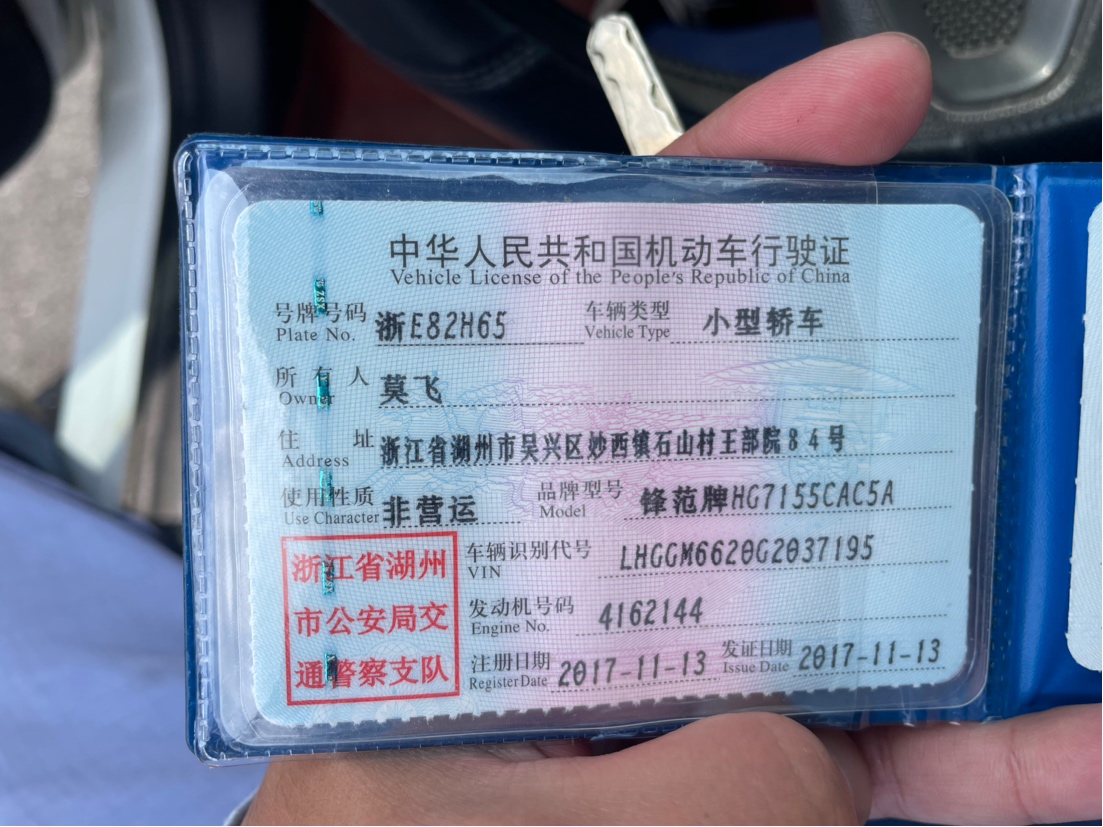 中华人民共和国机动车行驶证
Vehicle License of the People's Republic of China
号牌号码 浙E82H65 车辆类型 小型轿车
Plate No. Vehicle Type
所有人 莫飞
Owner
住址 浙江省湖州市吴兴区妙西镇石山村王部院84号
Address
使用性质 非营运 品牌型号 锋范牌HG7155CAC5A
Use Character Model
浙江省湖州
市公安局交
通警察支队
车辆识别代号 LHGGM6620G2037195
VIN
发动机号码 4162144
Engine No.
注册日期 2017-11-13 发证日期 2017-11-13
Register Date Issue Date